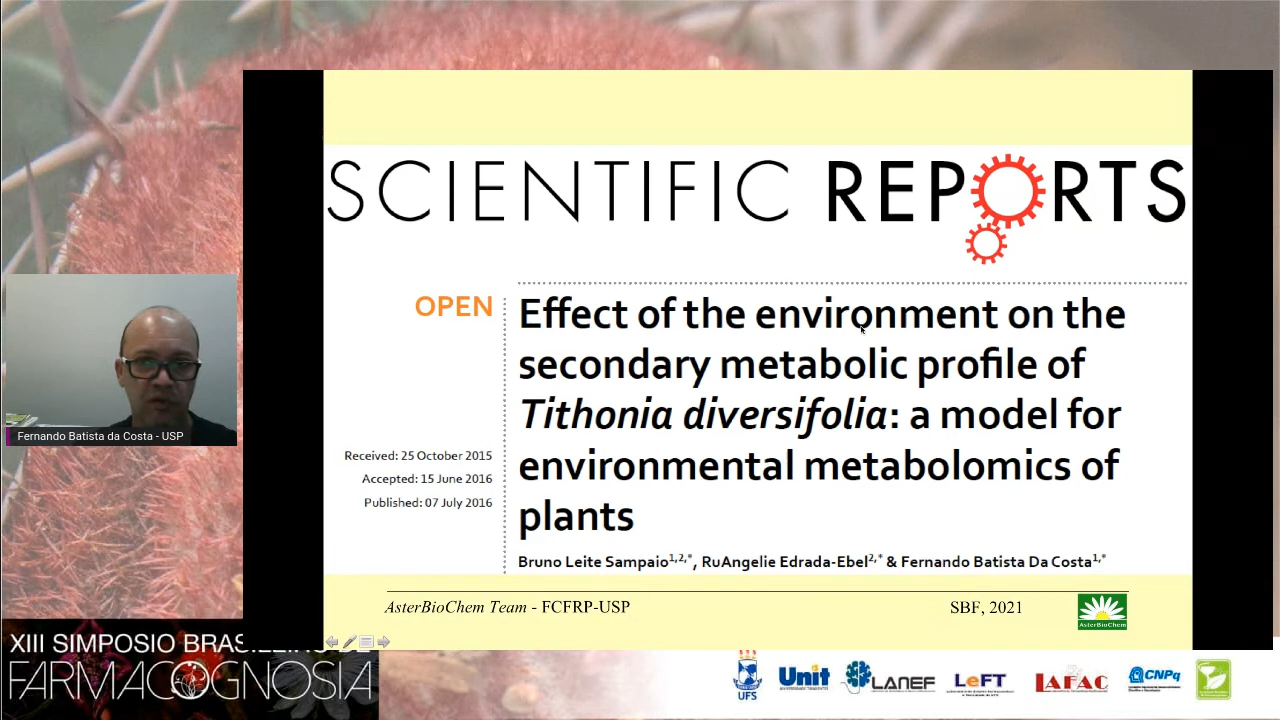 SCIENTIFIC REPORTS
OPEN
Effect of the environment on the
secondary metabolic profile of
Tithonia diversifolia: a model for
environmental metabolomics of
plants
Received: 25 October 2015
Accepted: 15 June 2016
Published: 07 July 2016
Bruno Leite Sampaio1,2,*, RuAngelie Edrada-Ebel2,* & Fernando Batista Da Costa1,*
AsterBioChem Team - FCFRP-USP
SBF, 2021
AsterBioChem
Fernando Batista da Costa - USP
XIII SIMPOSIO BRAS
FARMACOGNOSIA
UFS
Unit
LANEF
LeFT
LAFAC
CNPq